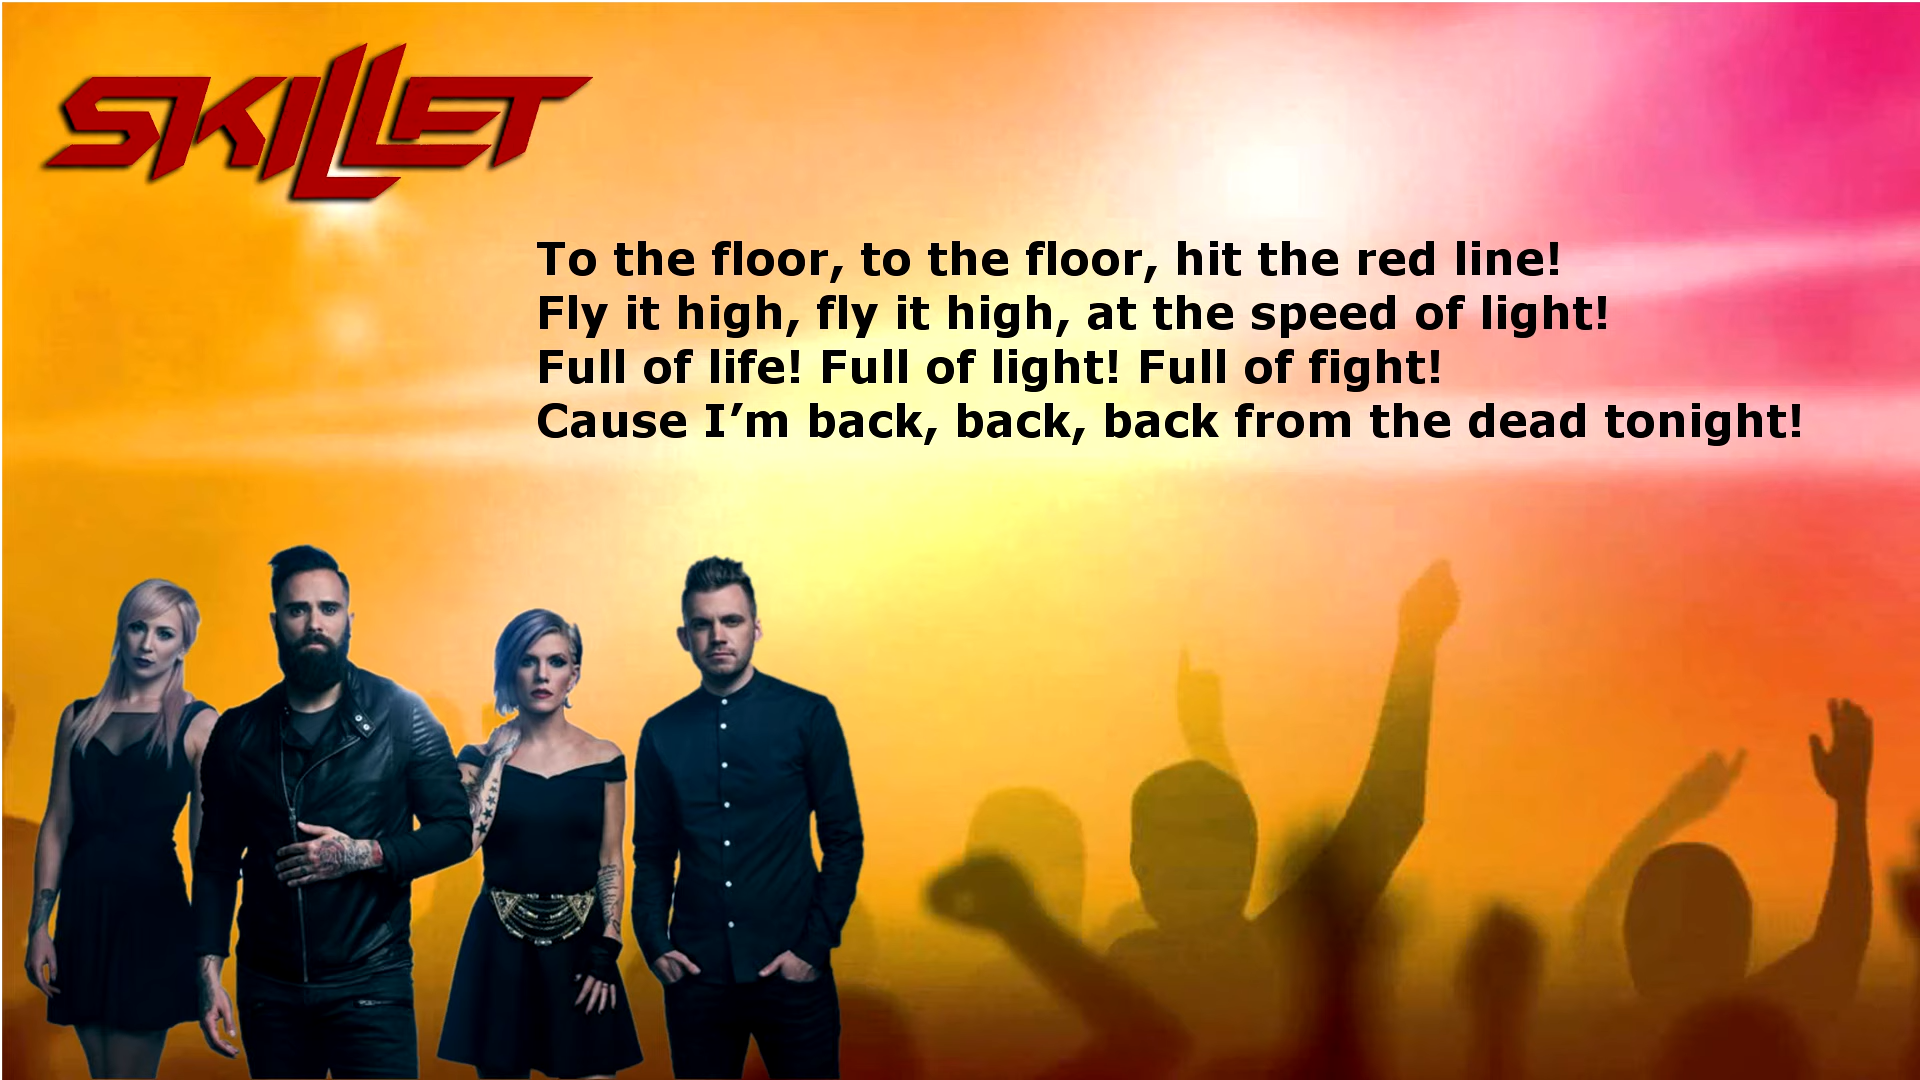 SKILLET
To the floor, to the floor, hit the red line!
Fly it high, fly it high, at the speed of light!
Full of life! Full of light! Full of fight!
Cause I’m back, back, back from the dead tonight!